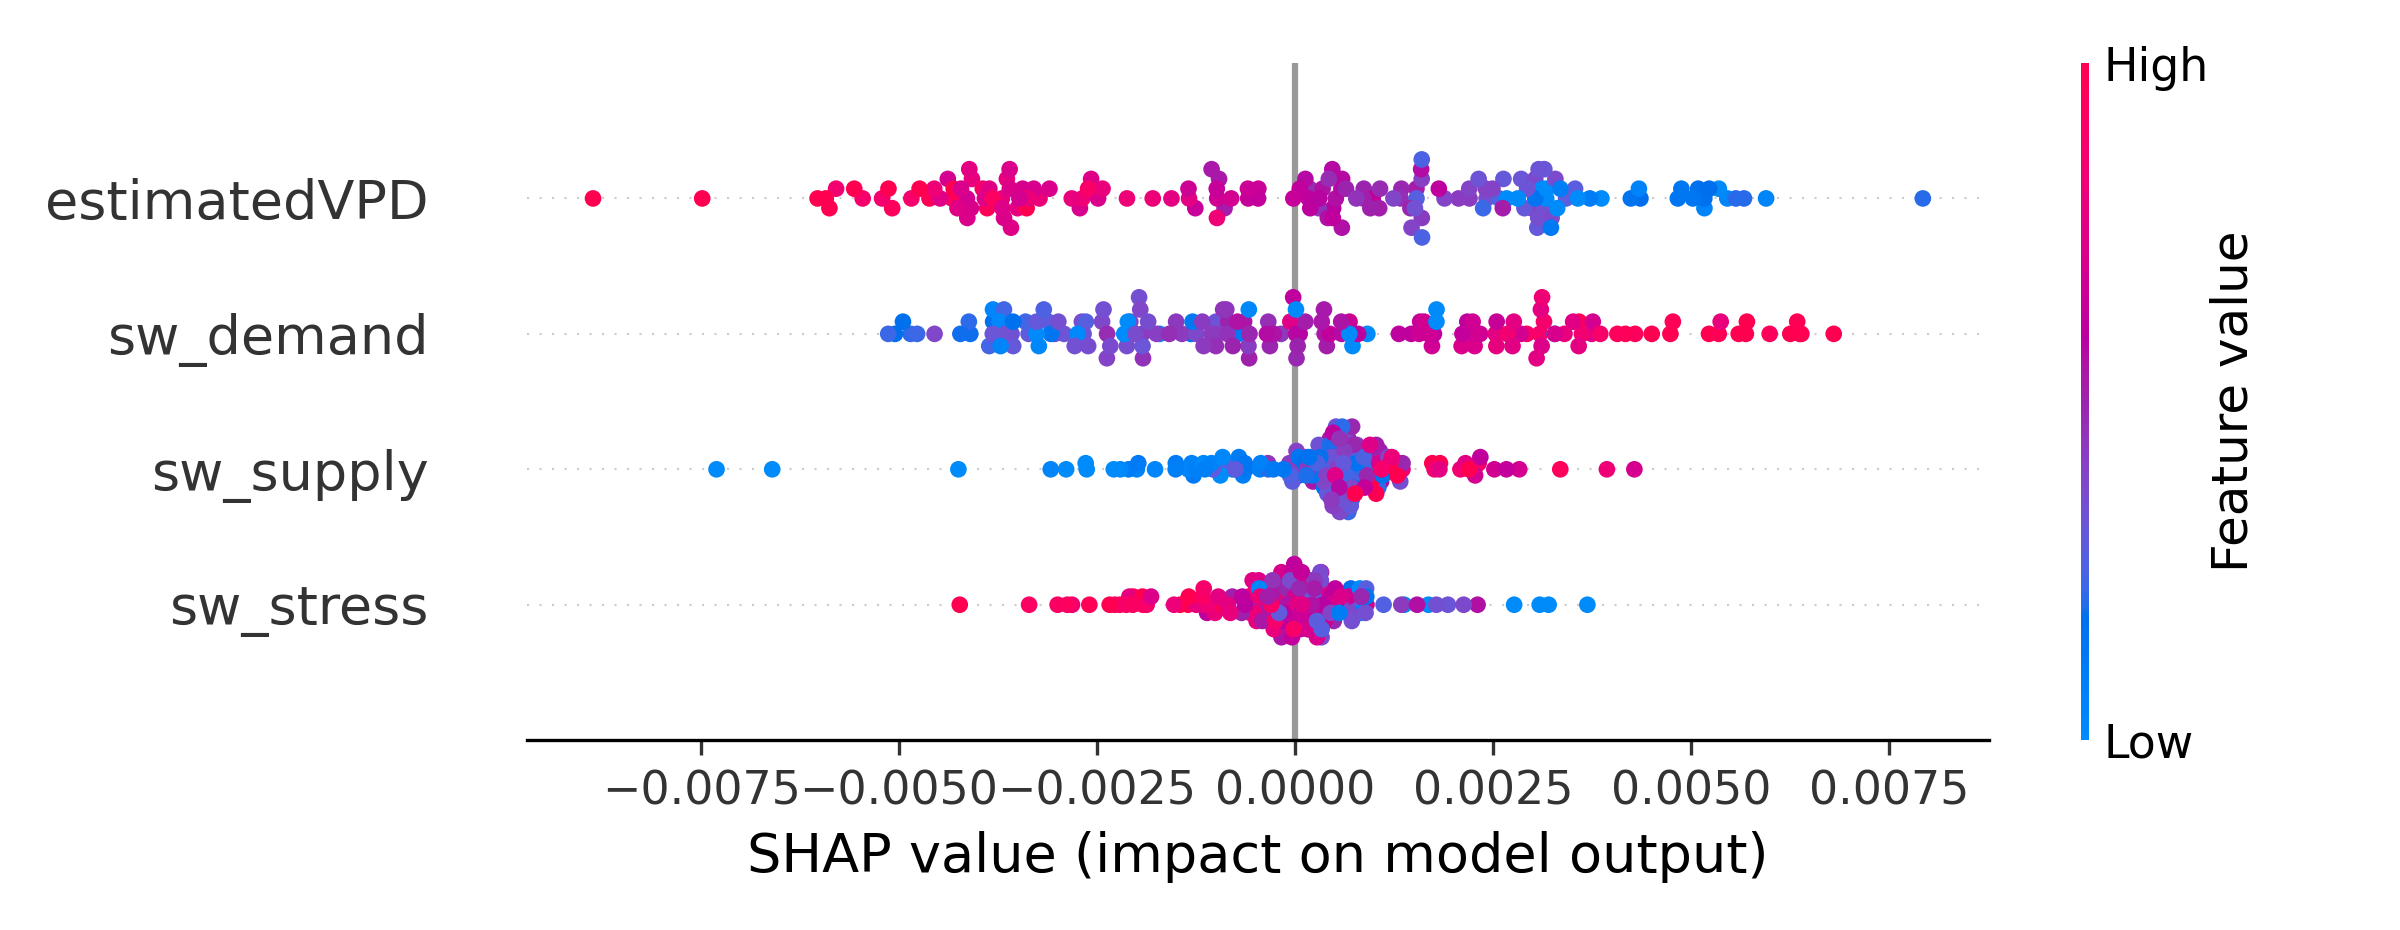 High
estimatedVPD
sw_demand
sw_supply
sw_stress
Feature value
Low
−0.0075 −0.0050 −0.0025 0.0000 0.0025 0.0050 0.0075
SHAP value (impact on model output)